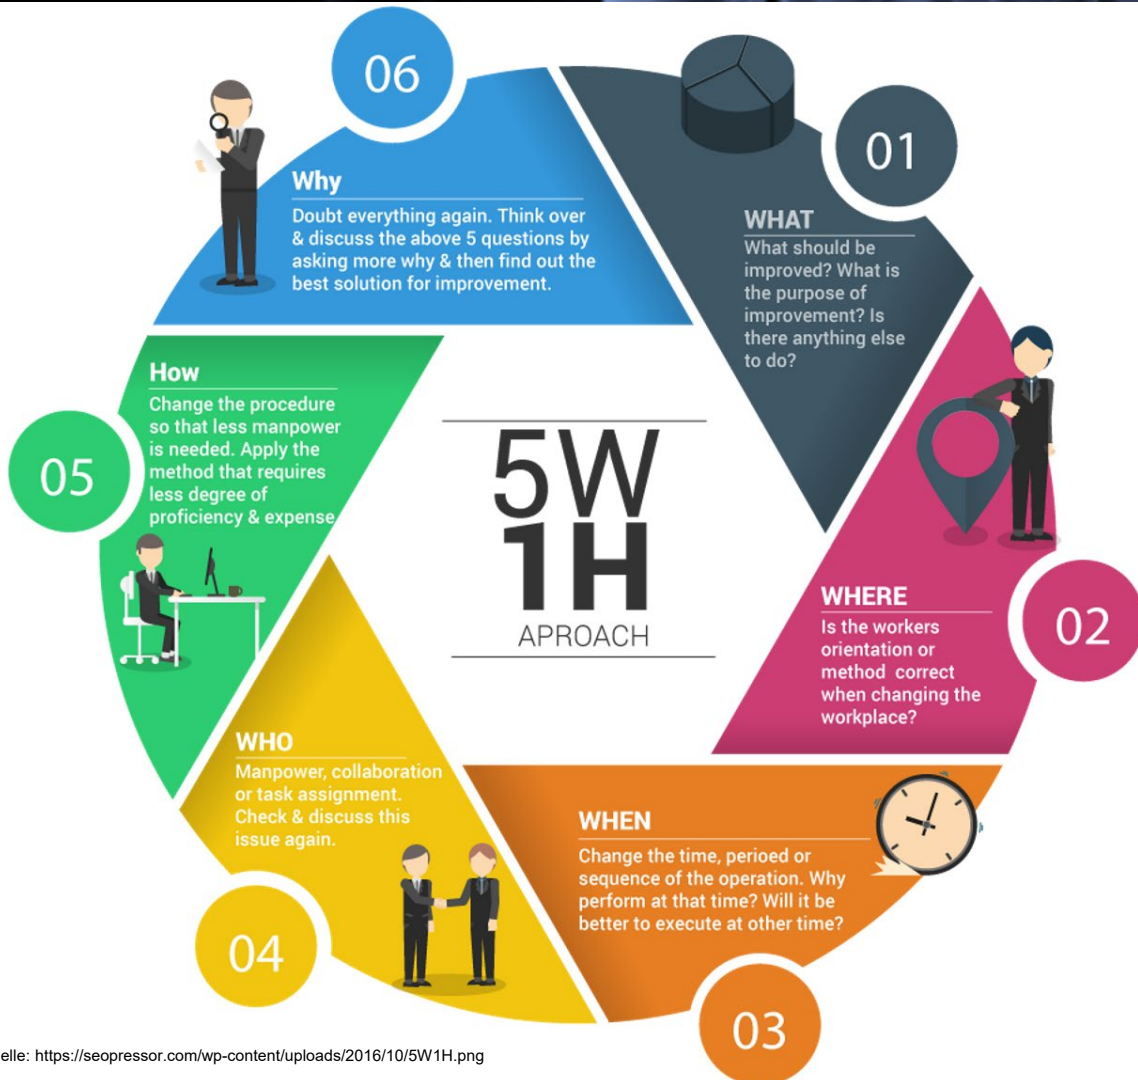 06
01
Why
Doubt everything again. Think over
& discuss the above 5 questions by
asking more why & then find out the
best solution for improvement.
WHAT
What should be
improved? What is
the purpose of
improvement? Is
there anything else
to do?
How
Change the procedure
so that less manpower
is needed. Apply the
method that requires
less degree of
proficiency & expense
05
5W
1H
APROACH
WHERE
Is the workers
orientation or
method correct
when changing the
workplace?
02
WHO
Manpower, collaboration
or task assignment.
Check & discuss this
issue again.
04
WHEN
Change the time, perioed or
sequence of the operation. Why
perform at that time? Will it be
better to execute at other time?
03
elle: https://seopressor.com/wp-content/uploads/2016/10/5W1H.png